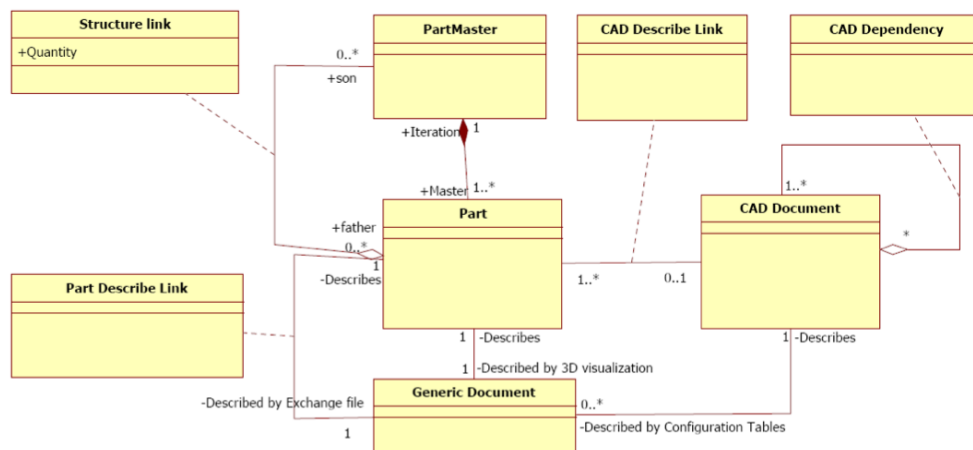 Structure link
+Quantity
PartMaster
CAD Describe Link
CAD Dependency
0..*
+son
+Iteration
1
1..*
+Master
Part
CAD Document
1..*
*
+father
0..*
1
-Describes
1..*
0..1
Part Describe Link
1
-Describes
1
-Describes
1
-Described by 3D visualization
Generic Document
-Described by Exchange file
1
0..*
-Described by Configuration Tables